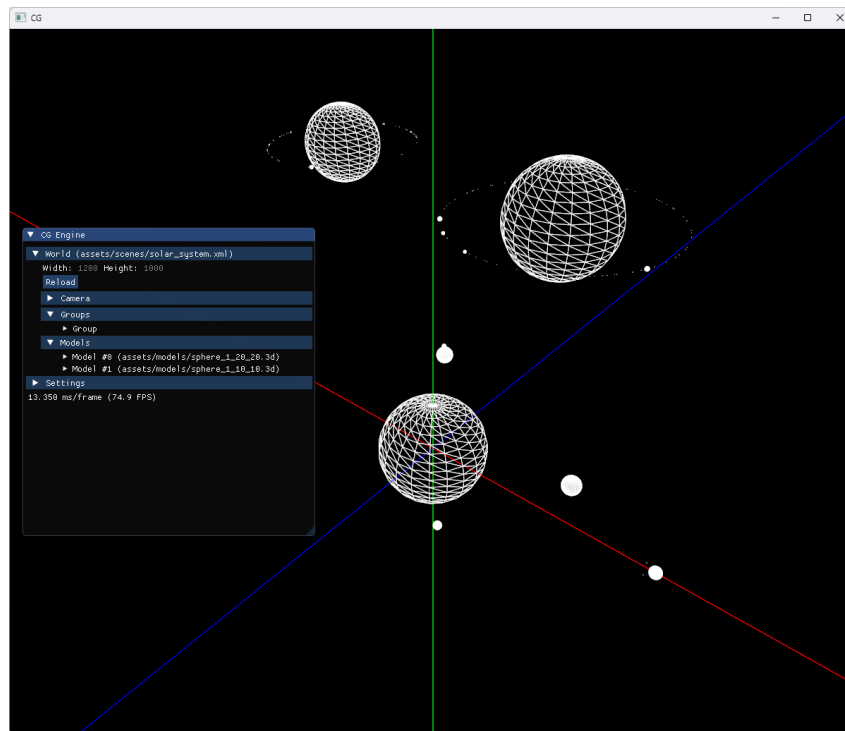 CG
CG Engine
World (assets/scenes/solar_system.xml)
Width: 1200 Height: 1000
Reload
Camera
Groups
Group
Models
Model #0 (assets/models/sphere_1_20_20.3d)
Model #1 (assets/models/sphere_1_10_10.3d)
Settings
13.350 ms/frame (74.9 FPS)